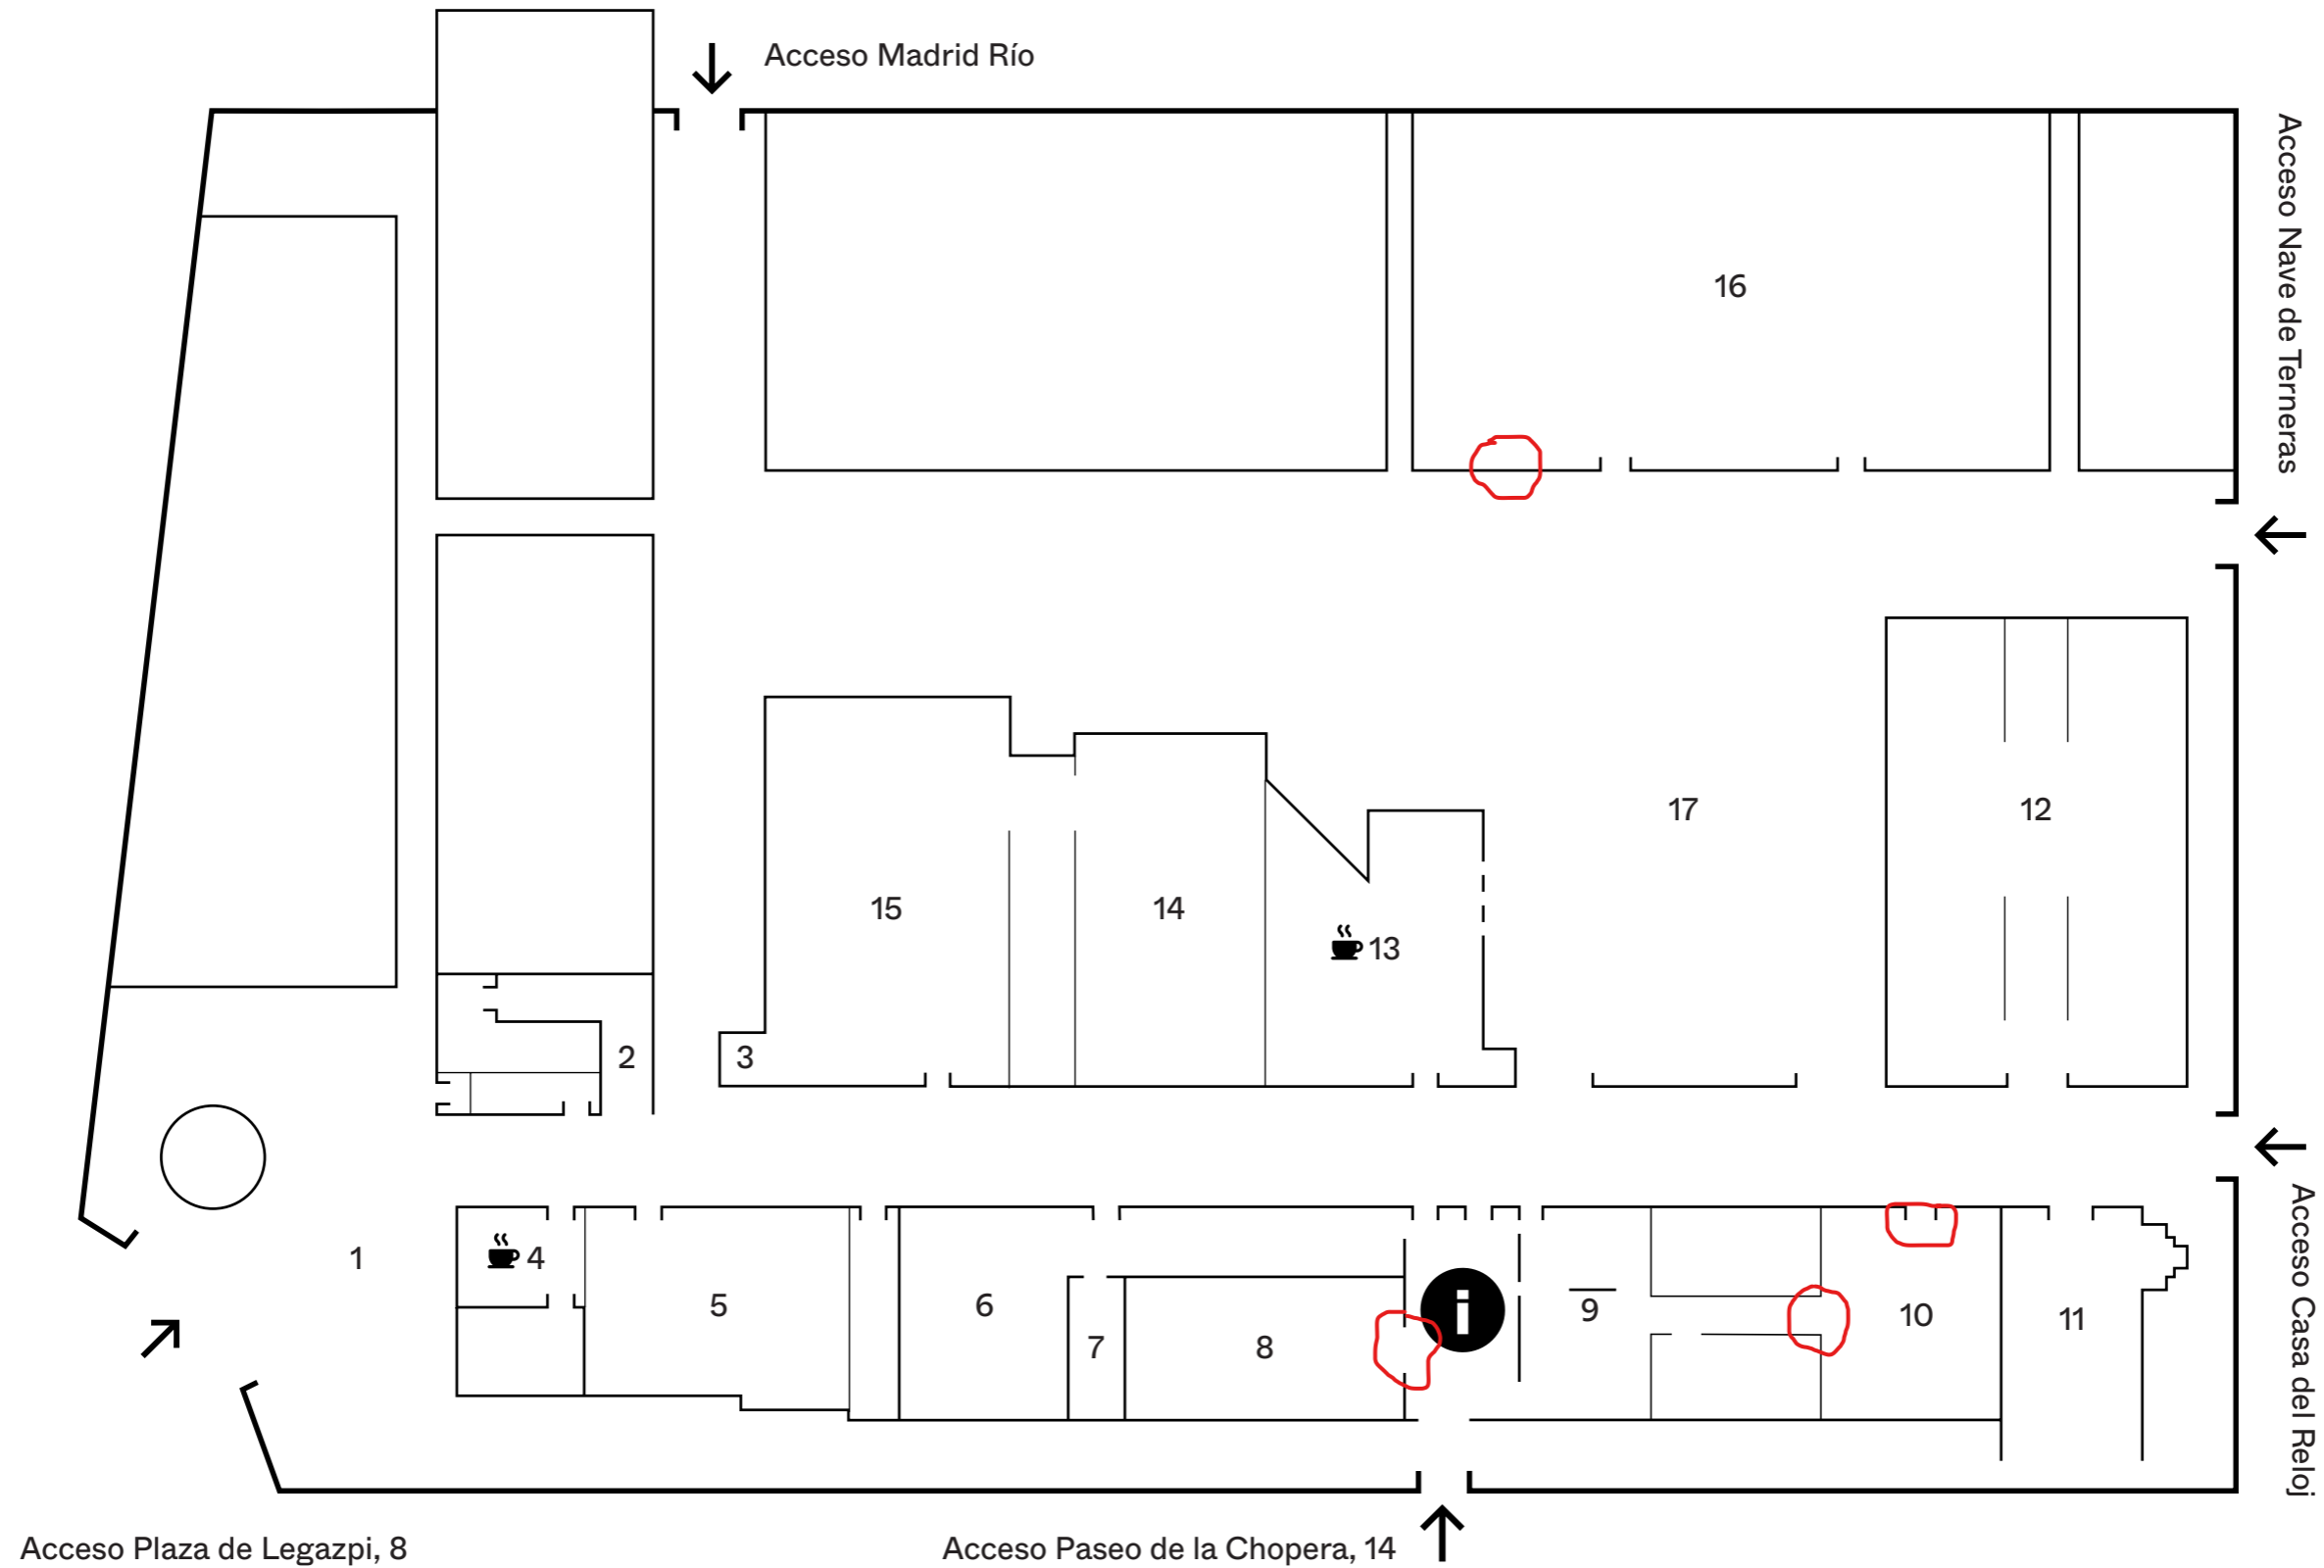 Acceso Madrid Río
Acceso Nave de Terneras
16
17
12
15
14
13
2
3
1
4
5
6
7
8
i
9
10
11
Acceso Casa del Reloj
Acceso Plaza de Legazpi, 8
Acceso Paseo de la Chopera, 14